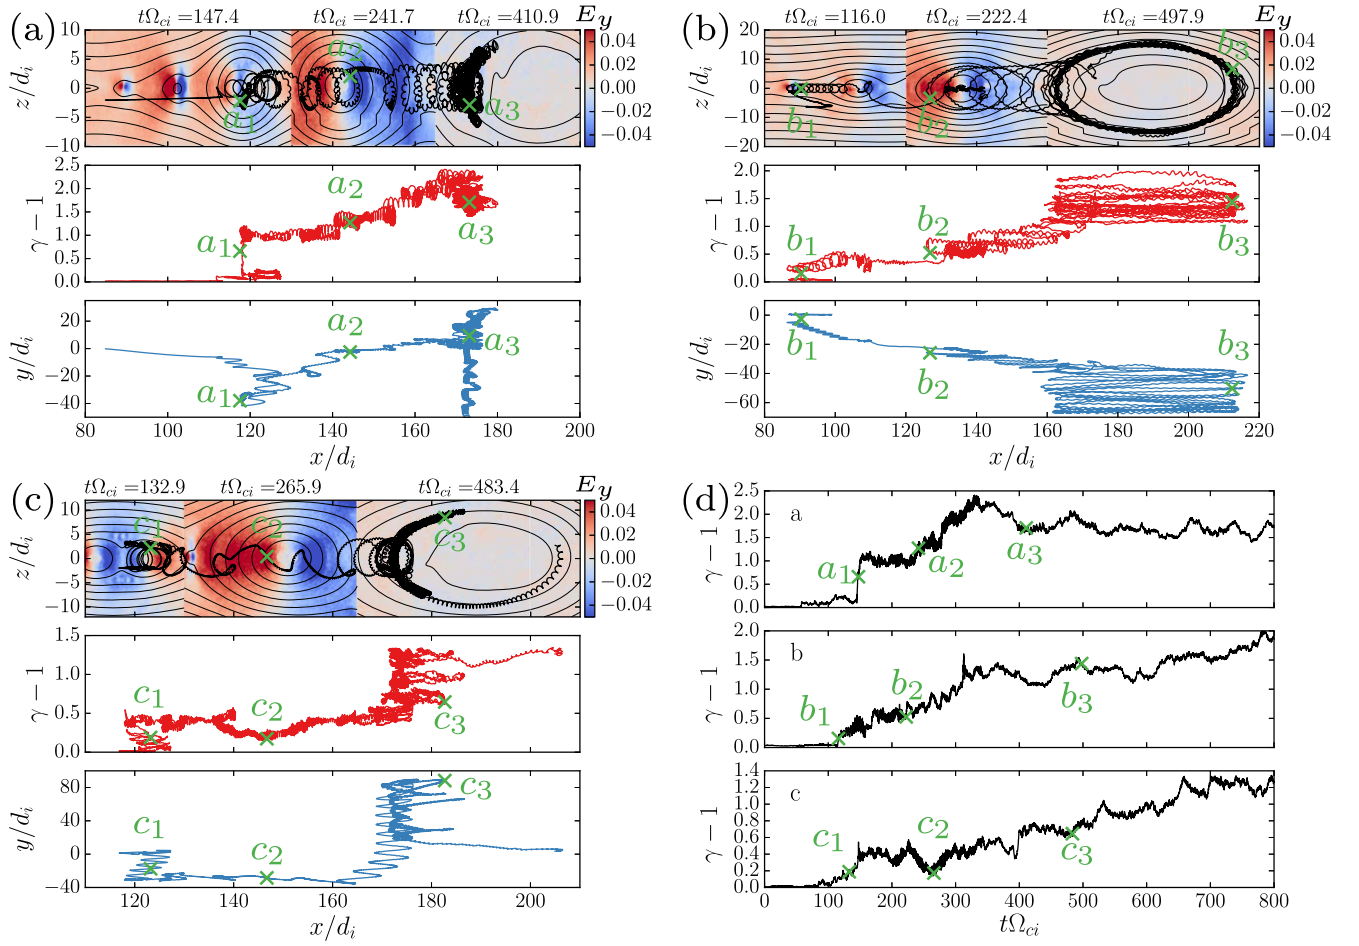 (a)
tΩci = 147.4 tΩci = 241.7 tΩci = 410.9 Ey
z/di
10
5
0
−5
−10
a1 a2 a3
0.04
0.02
0.00
−0.02
−0.04
γ − 1
2.5
2.0
1.5
1.0
0.5
0.0
a1 a2 a3
y/di
20
0
−20
−40
a1 a2 a3
80 100 120 140 160 180 200
x/di
(b)
tΩci = 116.0 tΩci = 222.4 tΩci = 497.9 Ey
z/di
20
10
0
−10
−20
b1 b2 b3
0.04
0.02
0.00
−0.02
−0.04
γ − 1
2.0
1.5
1.0
0.5
0.0
b1 b2 b3
y/di
0
−20
−40
−60
b1 b2 b3
80 100 120 140 160 180 200 220
x/di
(c)
tΩci = 132.9 tΩci = 265.9 tΩci = 483.4 Ey
z/di
10
5
0
−5
−10
c1 c2 c3
0.04
0.02
0.00
−0.02
−0.04
γ − 1
1.5
1.0
0.5
0.0
c1 c2 c3
y/di
80
40
0
−40
c1 c2 c3
120 140 160 180 200
x/di
(d)
γ − 1
2.5
2.0
1.5
1.0
0.5
0.0
a
a1 a2 a3
γ − 1
2.0
1.5
1.0
0.5
0.0
b
b1 b2 b3
γ − 1
1.4
1.2
1.0
0.8
0.6
0.4
0.2
0.0
c
c1 c2 c3
0 100 200 300 400 500 600 700 800
tΩci